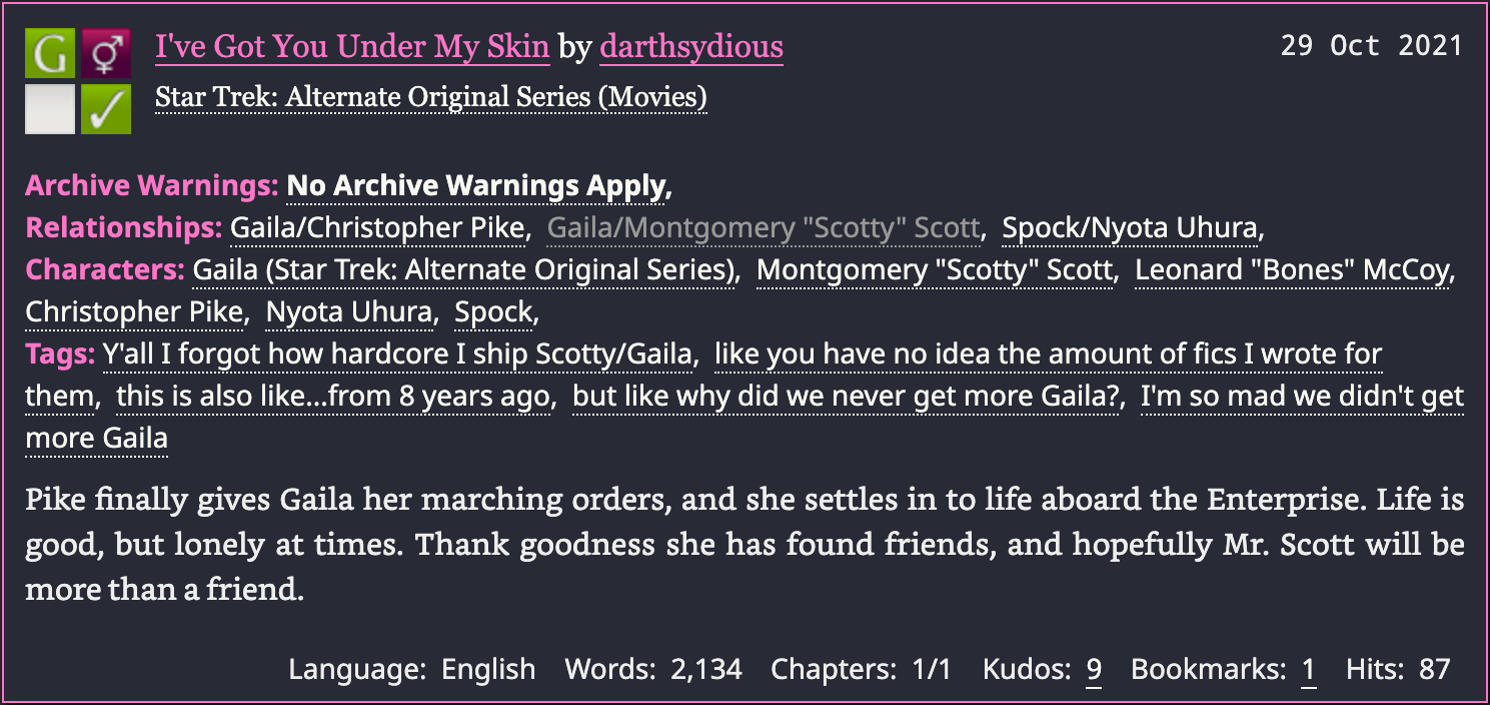 G
I've Got You Under My Skin by darthsydious
29 Oct 2021
Star Trek: Alternate Original Series (Movies)
Archive Warnings: No Archive Warnings Apply,
Relationships: Gaila/Christopher Pike, Gaila/Montgomery "Scotty" Scott, Spock/Nyota Uhura,
Characters: Gaila (Star Trek: Alternate Original Series), Montgomery "Scotty" Scott, Leonard "Bones" McCoy,
Christopher Pike, Nyota Uhura, Spock,
Tags: Y'all I forgot how hardcore I ship Scotty/Gaila, like you have no idea the amount of fics I wrote for
them, this is also like...from 8 years ago, but like why did we never get more Gaila?, I'm so mad we didn't get
more Gaila
Pike finally gives Gaila her marching orders, and she settles in to life aboard the Enterprise. Life is
good, but lonely at times. Thank goodness she has found friends, and hopefully Mr. Scott will be
more than a friend.
Language: English Words: 2,134 Chapters: 1/1 Kudos: 9 Bookmarks: 1 Hits: 87